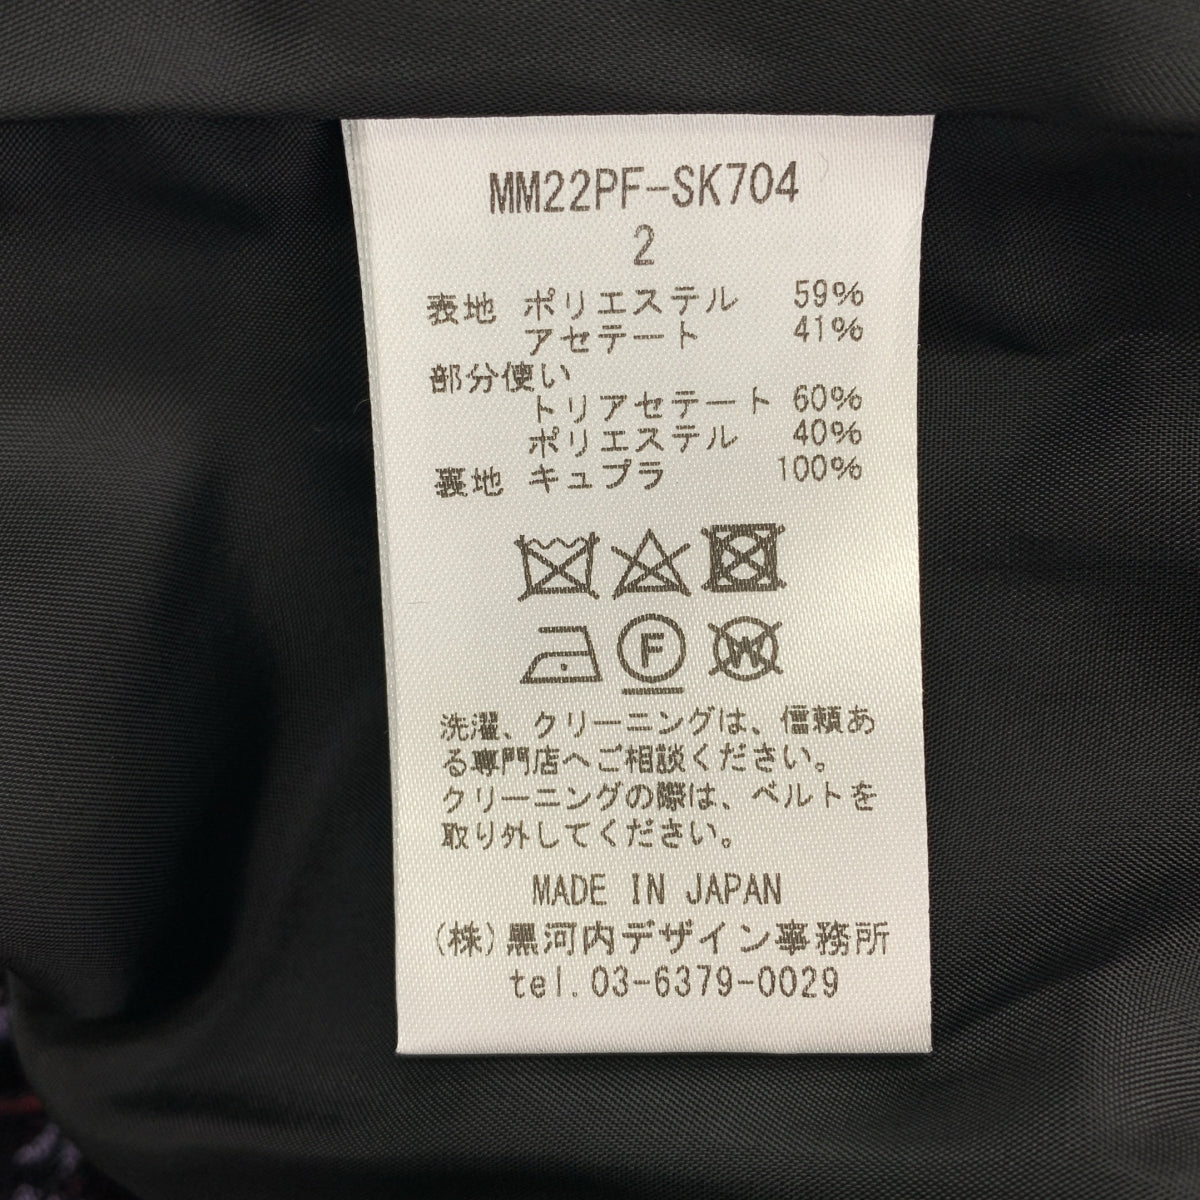 MM22PF-SK704
2
表地 ポリエステル 59%
アセテート 41%
部分使い
トリアセテート 60%
ポリエステル 40%
裏地 キュプラ 100%
F W
洗濯、クリーニングは、信頼あ
る専門店へご相談ください。
クリーニングの際は、ベルトを
取り外してください。
MADE IN JAPAN
(株)黒河内デザイン事務所
tel.03-6379-0029